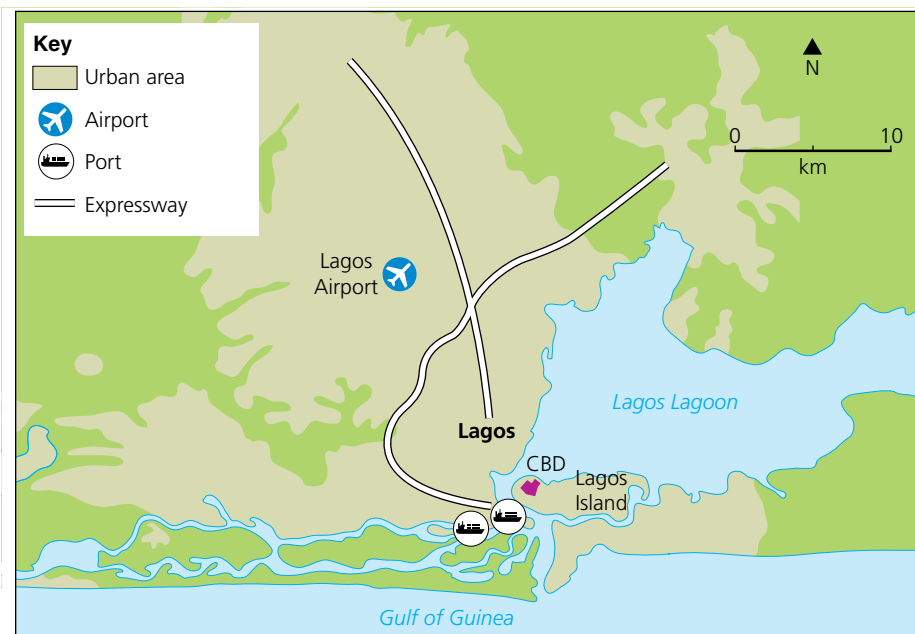 Key
Urban area
Airport
Port
Expressway
N
0 10
km
Lagos
Airport
Lagos Lagoon
Lagos
CBD
Lagos
Island
Gulf of Guinea